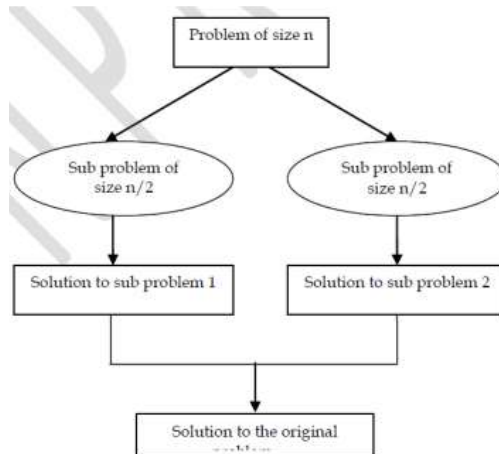 Problem of size n
Sub problem of
size n/2
Sub problem of
size n/2
Solution to sub problem 1
Solution to sub problem 2
Solution to the original